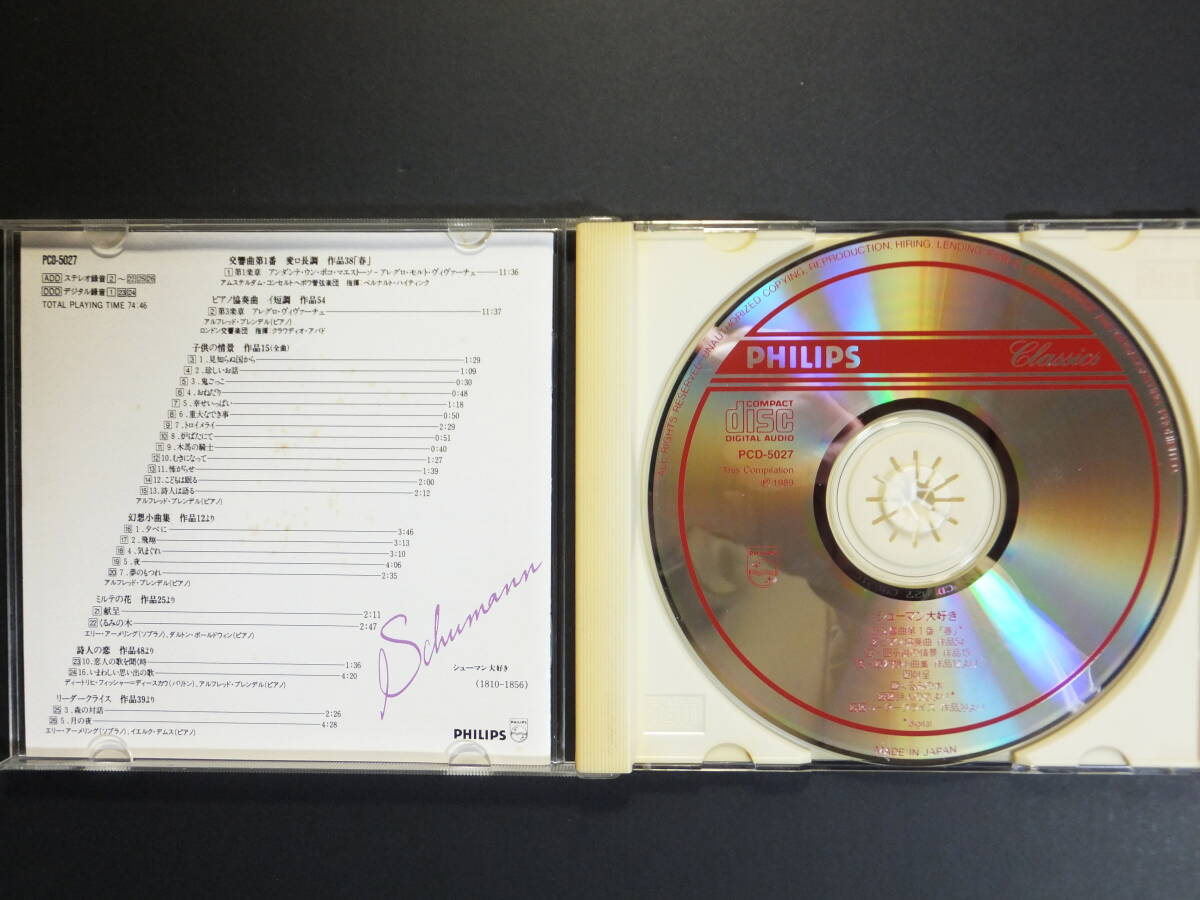 PCD-5027
ADD ステレオ録音 2 〜 22 25 26
DDD デジタル録音 1 23 24
TOTAL PLAYING TIME 74:46
交響曲第1番 変ロ長調 作品38「春」
1 第1楽章 アンダンテ・ウン・ポコ・マエストーソ－アレグロ・モルト・ヴィヴァーチェ 11:36
アムステルダム・コンセルトヘボウ管弦楽団 指揮：ベルナルト・ハイティンク
ピアノ協奏曲 イ短調 作品54
2 第3楽章 アレグロ・ヴィヴァーチェ 11:37
アルフレッド・ブレンデル(ピアノ)
ロンドン交響楽団 指揮：クラウディオ・アバド
子供の情景 作品15(全曲)
3 1．見知らぬ国から 1:29
4 2．珍しいお話 1:09
5 3．鬼ごっこ 0:30
6 4．おねだり 0:48
7 5．幸せいっぱい 1:18
8 6．重大なでき事 0:50
9 7．トロイメライ 2:29
10 8．炉ばたにて 0:51
11 9．木馬の騎士 0:40
12 10．むきになって 1:27
13 11．怖がらせ 1:39
14 12．こどもは眠る 2:00
15 13．詩人は語る 2:12
アルフレッド・ブレンデル(ピアノ)
幻想小曲集 作品12より
16 1．夕べに 3:46
17 2．飛翔 3:13
18 4．気まぐれ 3:10
19 5．夜 4:06
20 7．夢のもつれ 2:35
アルフレッド・ブレンデル(ピアノ)
ミルテの花 作品25より
21 献呈 2:11
22 くるみの木 2:47
エリー・アーメリング(ソプラノ)、ダルトン・ボールドウィン(ピアノ)
詩人の恋 作品48より
23 10．恋人の歌を聞く時 1:36
24 16．いまわしい思い出の歌 4:20
ディートリヒ・フィッシャー=ディースカウ(バリトン)、アルフレッド・ブレンデル(ピアノ)
リーダークライス 作品39より
25 3．森の対話 2:26
26 5．月の夜 4:28
エリー・アーメリング(ソプラノ)、イエルク・デムス(ピアノ)
Schumann
シューマン大好き
(1810-1856)
PHILIPS
PHILIPS
ALL RIGHTS RESERVED. UNAUTHORIZED COPYING, REPRODUCTION, HIRING, LENDING, PUBLIC
PHILIPS Classics
COMPACT
disc
DIGITAL AUDIO
PCD-5027
This Compilation
℗ 1989
シューマン大好き
digital
MADE IN JAPAN